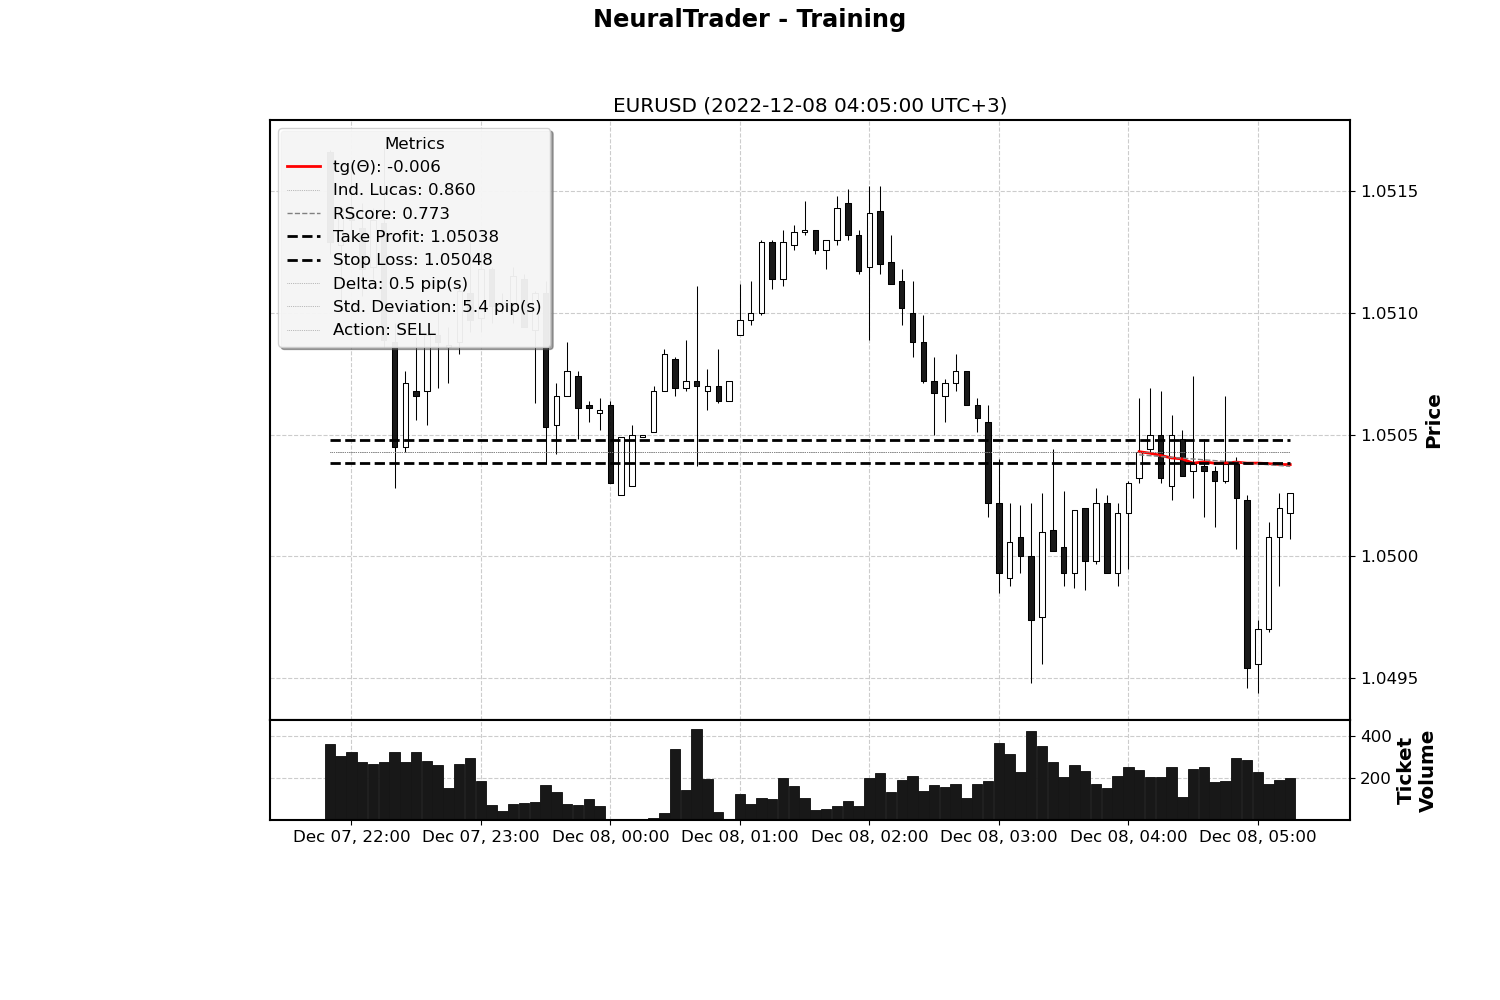 NeuralTrader - Training
EURUSD (2022-12-08 04:05:00 UTC+3)
Metrics
tg(Θ): -0.006
Ind. Lucas: 0.860
RScore: 0.773
Take Profit: 1.05038
Stop Loss: 1.05048
Delta: 0.5 pip(s)
Std. Deviation: 5.4 pip(s)
Action: SELL
1.0515
1.0510
1.0505
1.0500
1.0495
Price
400
200
Ticket
Volume
Dec 07, 22:00
Dec 07, 23:00
Dec 08, 00:00
Dec 08, 01:00
Dec 08, 02:00
Dec 08, 03:00
Dec 08, 04:00
Dec 08, 05:00